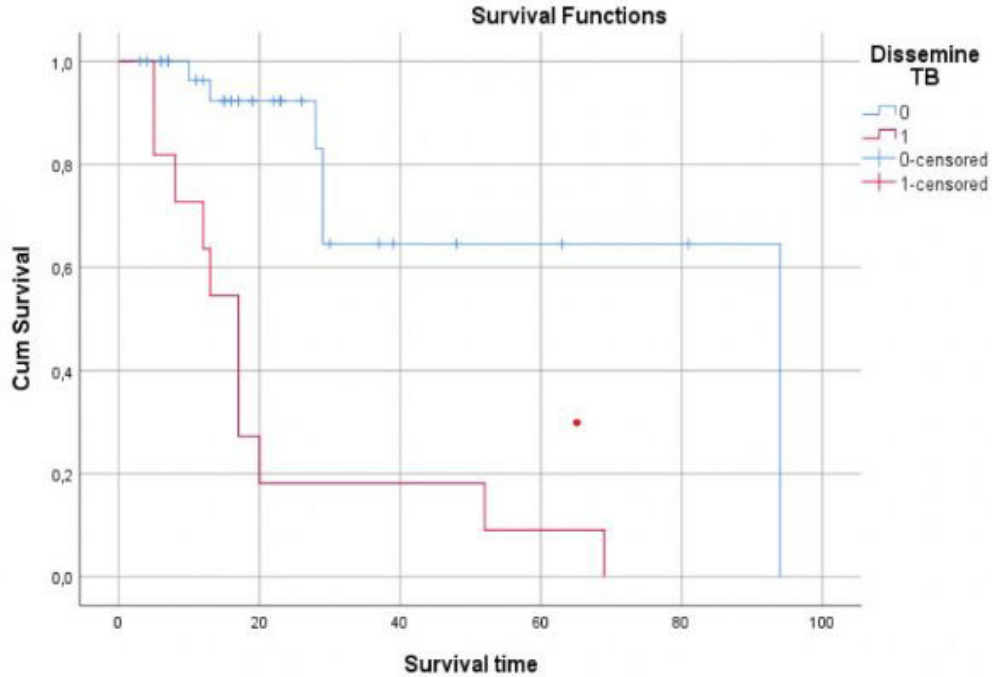 Survival Functions
Dissemine
TB
0
1
0-censored
1-censored
Cum Survival
1,0
0,8
0,6
0,4
0,2
0,0
0 20 40 60 80 100
Survival time